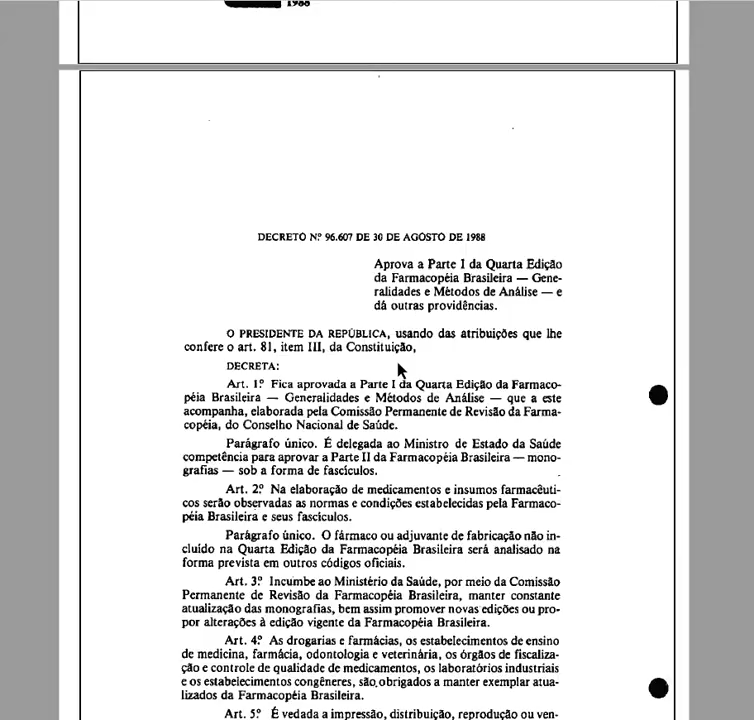 1988
DECRETO N.º 96.607 DE 30 DE AGOSTO DE 1988
Aprova a Parte I da Quarta Edição
da Farmacopéia Brasileira — Gene-
ralidades e Métodos de Análise — e
dá outras providências.
O PRESIDENTE DA REPÚBLICA, usando das atribuições que lhe
confere o art. 81, item III, da Constituição,
DECRETA:
Art. 1.º Fica aprovada a Parte I da Quarta Edição da Farmaco-
péia Brasileira — Generalidades e Métodos de Análise — que a este
acompanha, elaborada pela Comissão Permanente de Revisão da Farma-
copéia, do Conselho Nacional de Saúde.
Parágrafo único. É delegada ao Ministro de Estado da Saúde
competência para aprovar a Parte II da Farmacopéia Brasileira — mono-
grafias — sob a forma de fascículos.
Art. 2.º Na elaboração de medicamentos e insumos farmacêuti-
cos serão observadas as normas e condições estabelecidas pela Farmaco-
péia Brasileira e seus fascículos.
Parágrafo único. O fármaco ou adjuvante de fabricação não in-
cluído na Quarta Edição da Farmacopéia Brasileira será analisado na
forma prevista em outros códigos oficiais.
Art. 3.º Incumbe ao Ministério da Saúde, por meio da Comissão
Permanente de Revisão da Farmacopéia Brasileira, manter constante
atualização das monografias, bem assim promover novas edições ou pro-
por alterações à edição vigente da Farmacopéia Brasileira.
Art. 4.º As drogarias e farmácias, os estabelecimentos de ensino
de medicina, farmácia, odontologia e veterinária, os órgãos de fiscaliza-
ção e controle de qualidade de medicamentos, os laboratórios industriais
e os estabelecimentos congêneres, são obrigados a manter exemplar atua-
lizados da Farmacopéia Brasileira.
Art. 5.º É vedada a impressão, distribuição, reprodução ou ven-